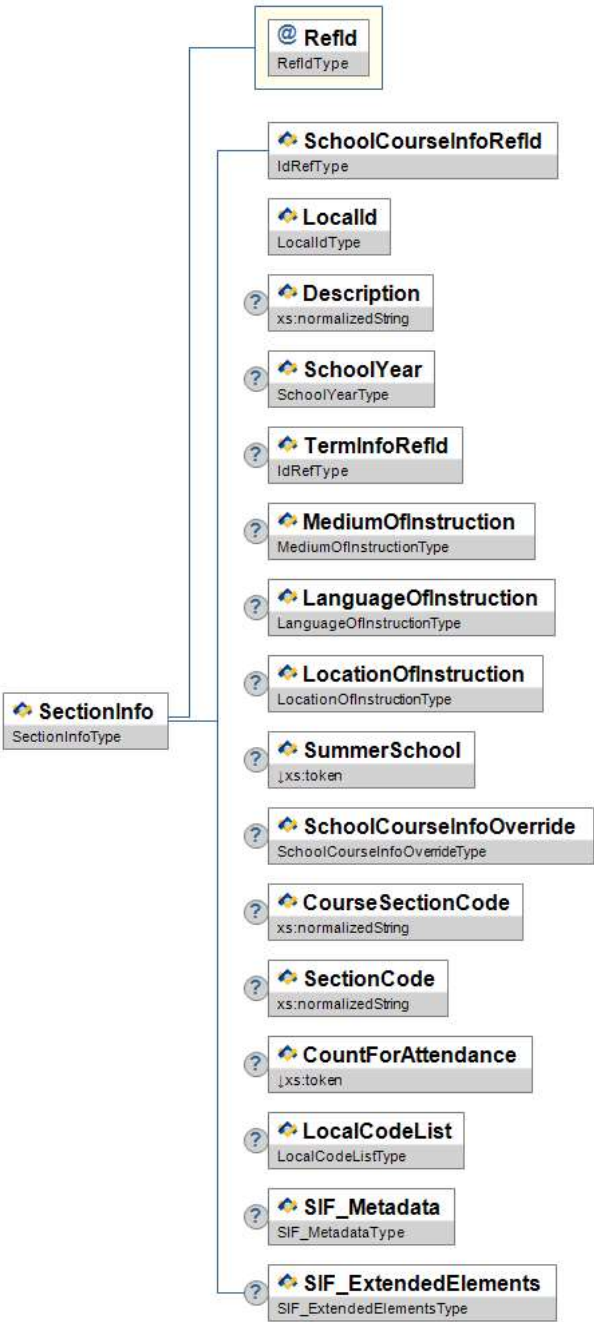 @ RefId
RefIdType
SchoolCourseInfoRefId
IdRefType
LocalId
LocalIdType
? Description
xs:normalizedString
? SchoolYear
SchoolYearType
? TermInfoRefId
IdRefType
? MediumOfInstruction
MediumOfInstructionType
? LanguageOfInstruction
LanguageOfInstructionType
? LocationOfInstruction
LocationOfInstructionType
SectionInfo
SectionInfoType
? SummerSchool
↓xs:token
? SchoolCourseInfoOverride
SchoolCourseInfoOverrideType
? CourseSectionCode
xs:normalizedString
? SectionCode
xs:normalizedString
? CountForAttendance
↓xs:token
? LocalCodeList
LocalCodeListType
? SIF_Metadata
SIF_MetadataType
? SIF_ExtendedElements
SIF_ExtendedElementsType